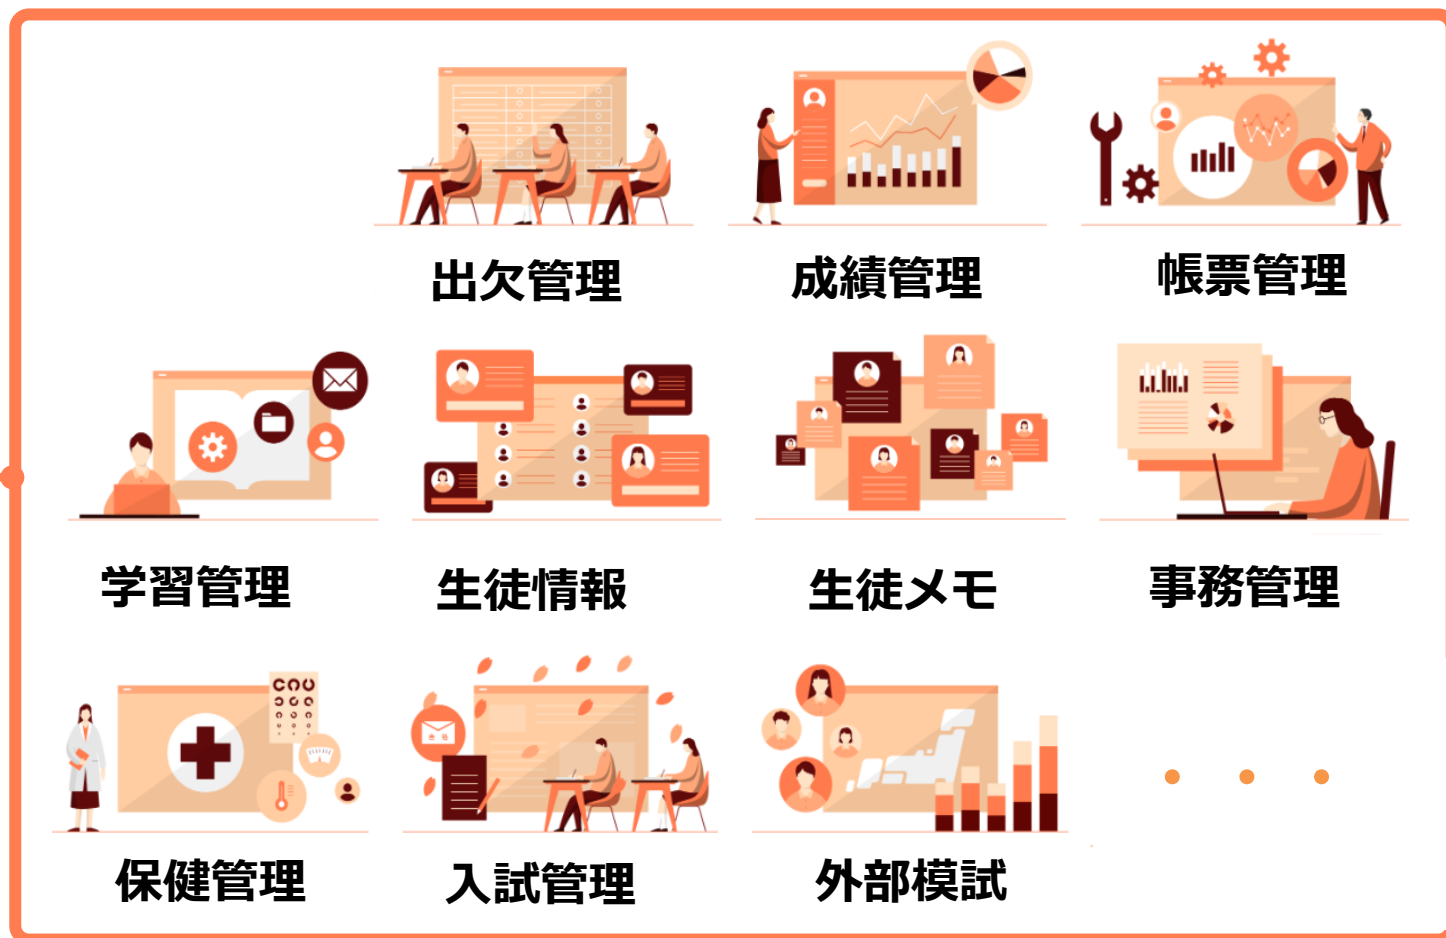 出欠管理
成績管理
帳票管理
学習管理
生徒情報
生徒メモ
事務管理
保健管理
入試管理
外部模試